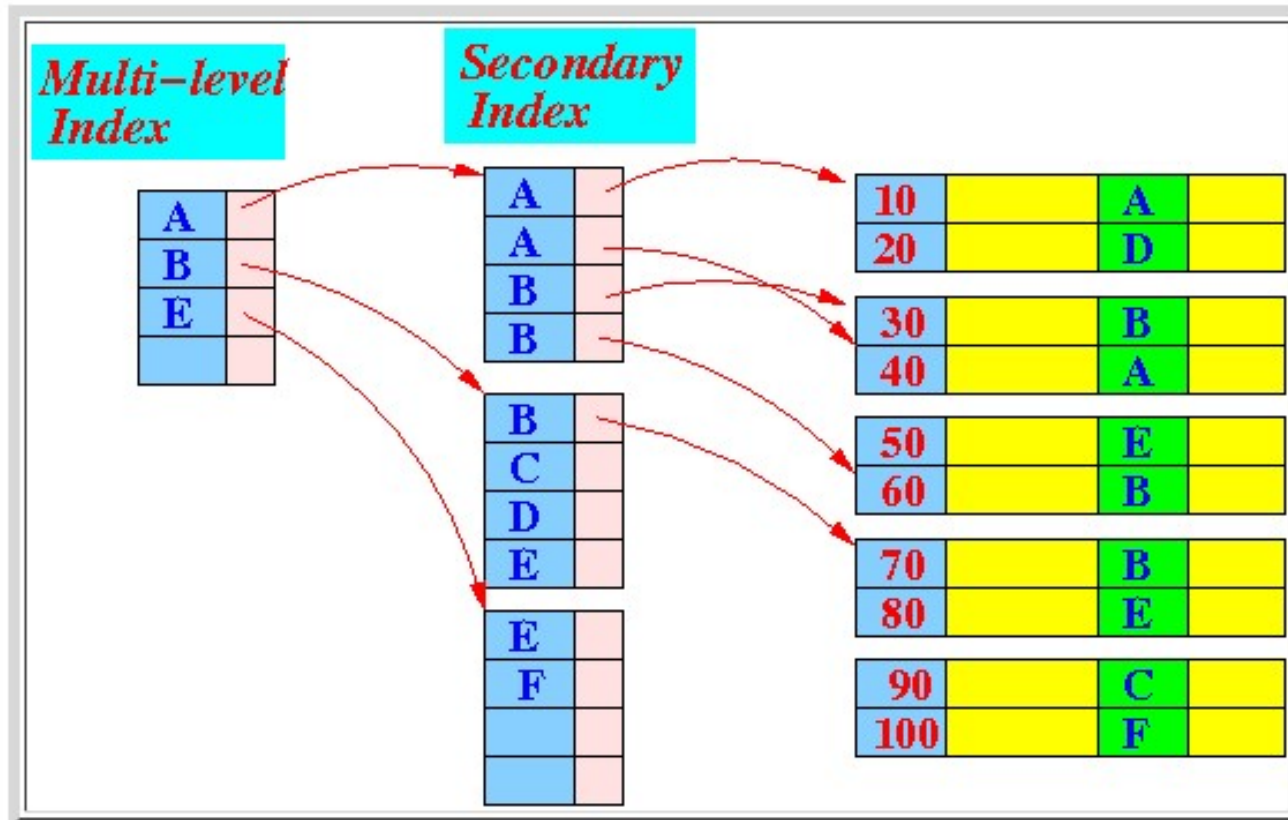 Multi-level
Index
Secondary
Index
A
B
E
A
A
B
B
B
C
D
E
E
F
10 A
20 D
30 B
40 A
50 E
60 B
70 B
80 E
90 C
100 F